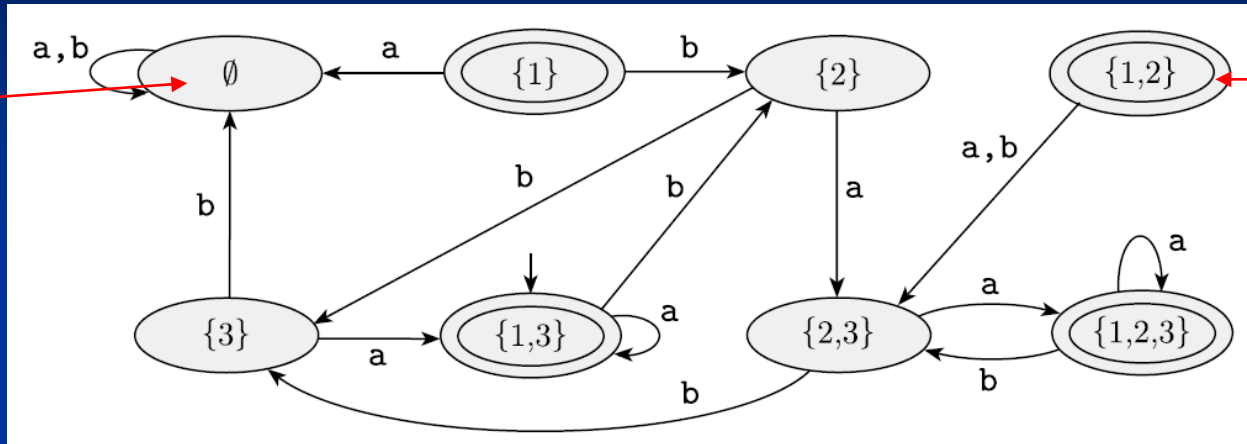 a,b
∅
a
{1}
b
{2}
{1,2}
b
b
b
a
a,b
a
{3}
a
{1,3}
a
{2,3}
a
{1,2,3}
b
b